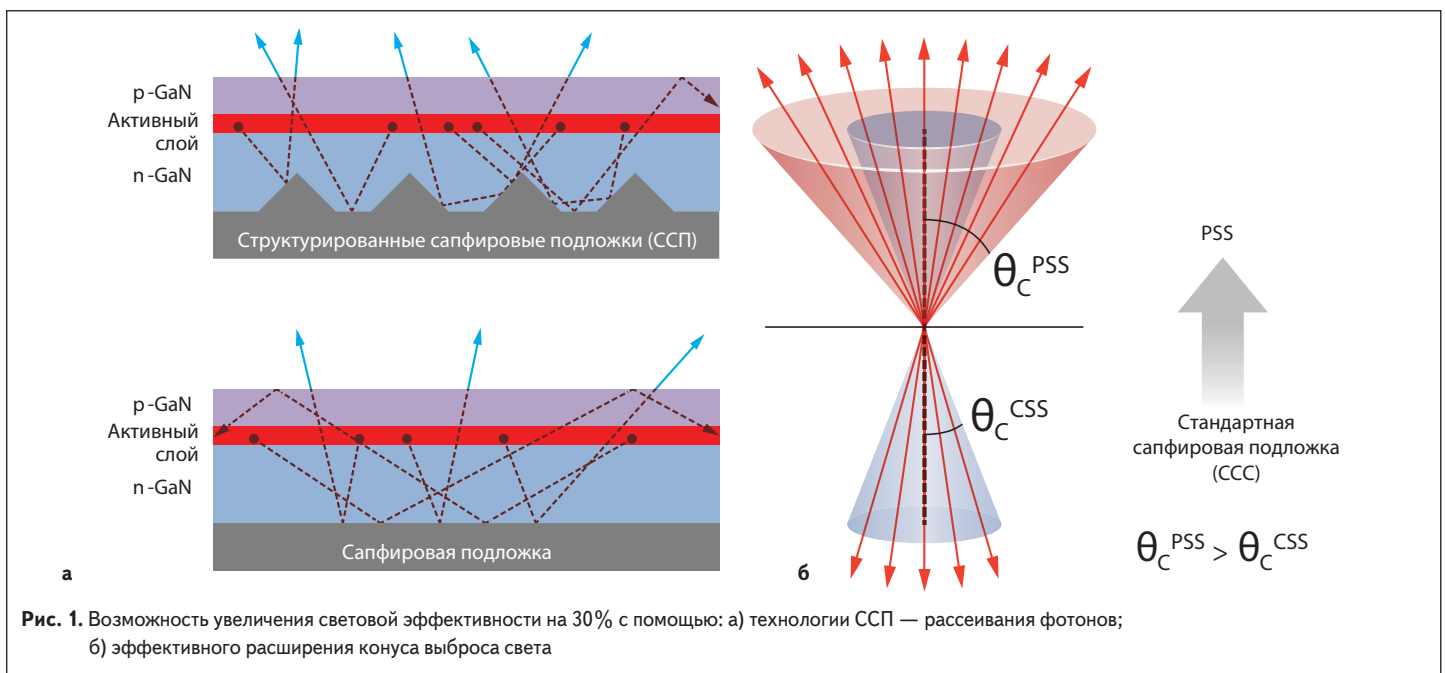 p-GaN
Активный
слой
n-GaN
Структурированные сапфировые подложки (ССП)
p-GaN
Активный
слой
n-GaN
Сапфировая подложка
а
θC^PSS
θC^CSS
б
PSS
Стандартная
сапфировая подложка
(ССС)
θC^PSS > θC^CSS
Рис. 1. Возможность увеличения световой эффективности на 30% с помощью: а) технологии ССП — рассеивания фотонов;
б) эффективного расширения конуса выброса света